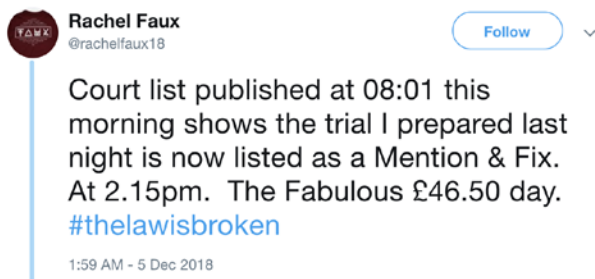 Rachel Faux
@rachelfaux18
FAUX
Follow
Court list published at 08:01 this
morning shows the trial I prepared last
night is now listed as a Mention & Fix.
At 2.15pm.  The Fabulous £46.50 day.
#thelawisbroken
1:59 AM - 5 Dec 2018